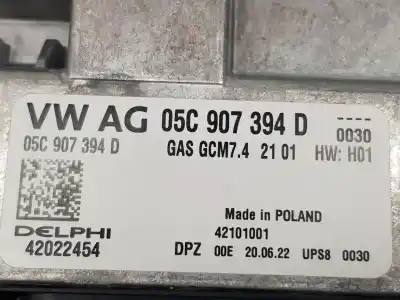 VW AG 05C 907 394 D ----
0030
05C 907 394 D GAS GCM7.4 21 01 HW: H01
Made in POLAND
DELPHI 42101001
42022454 DPZ 00E 20.06.22 UPS8 0030